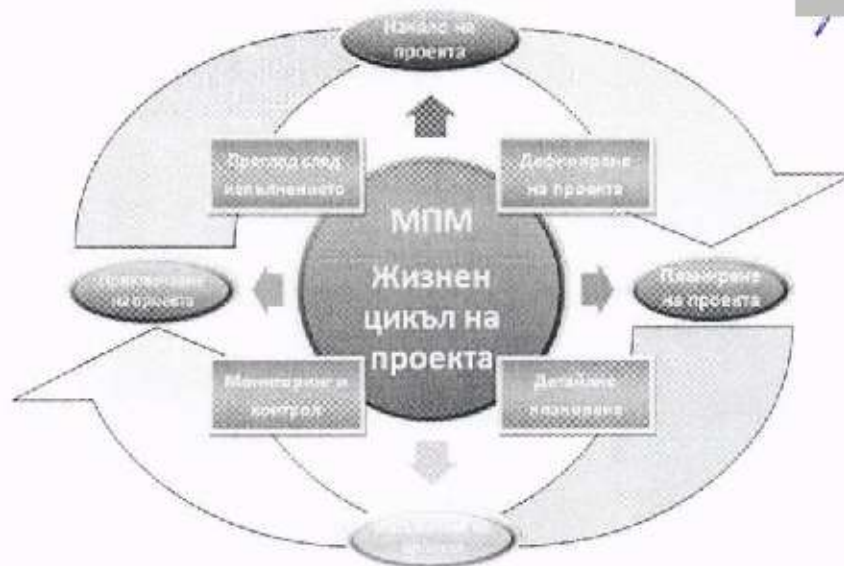 Начало на
проекта
Преглед след
изпълнението
Дефиниране
на проекта
МПМ
Жизнен
цикъл на
проекта
Приключване
на проекта
Планиране
на проекта
Мониторинг и
контрол
Детайлно
планиране
проекта